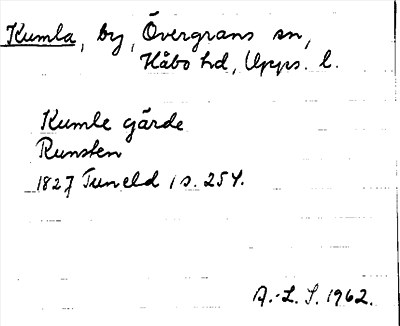 Kumla, by, Övergrans sn,
Håbo hd, Upps. l.
Kumle gärde
Runsten
1827 Tuneld 1 s. 254.
A.-L. S. 1962.